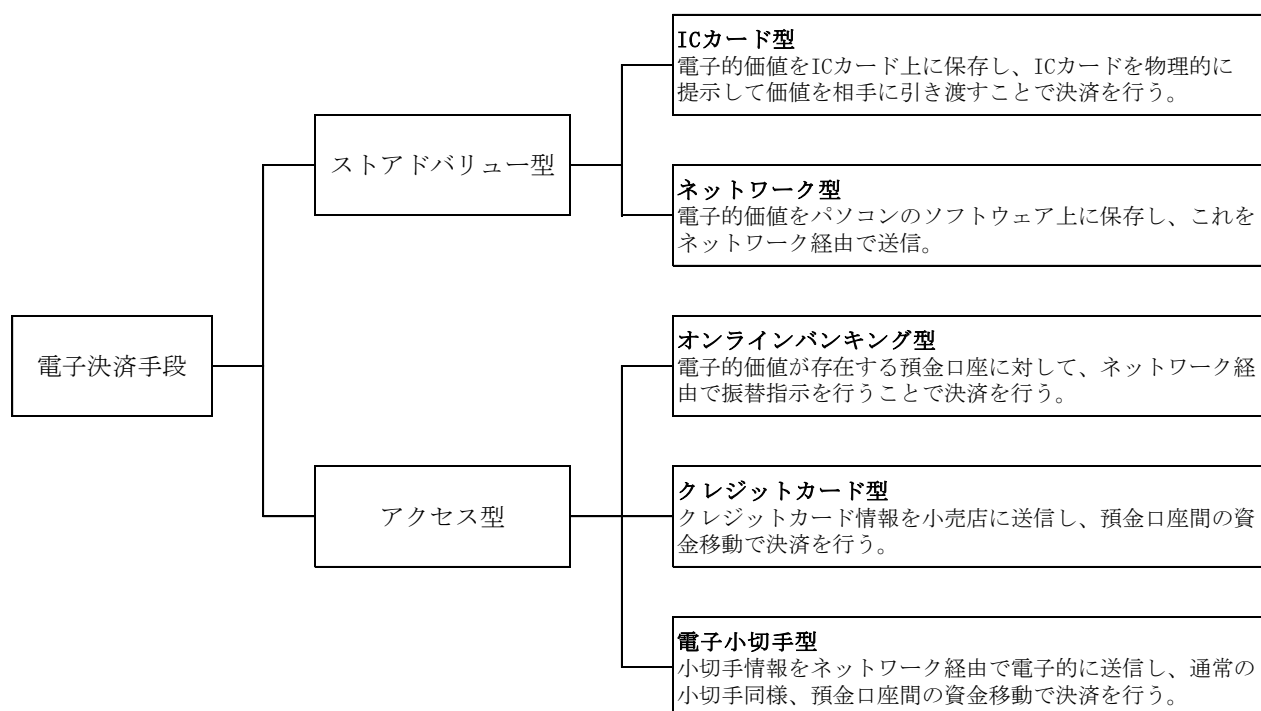 電子決済手段
ストアドバリュー型
ICカード型
電子的価値をICカード上に保存し、ICカードを物理的に
提示して価値を相手に引き渡すことで決済を行う。
ネットワーク型
電子的価値をパソコンのソフトウェア上に保存し、これを
ネットワーク経由で送信。
アクセス型
オンラインバンキング型
電子的価値が存在する預金口座に対して、ネットワーク経
由で振替指示を行うことで決済を行う。
クレジットカード型
クレジットカード情報を小売店に送信し、預金口座間の資
金移動で決済を行う。
電子小切手型
小切手情報をネットワーク経由で電子的に送信し、通常の
小切手同様、預金口座間の資金移動で決済を行う。